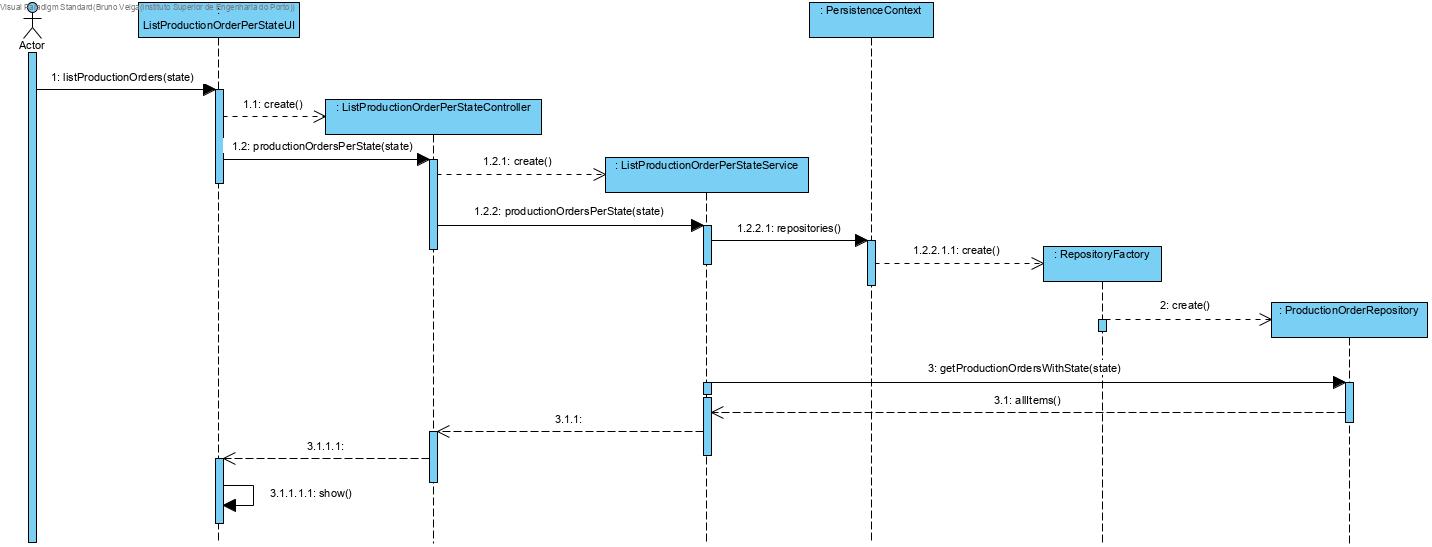 Visual Paradigm Standard(Bruno Veiga(Instituto Superior de Engenharia do Porto))
ListProductionOrderPerStateUI
: PersistenceContext
Actor
1: listProductionOrders(state)
1.1: create()
: ListProductionOrderPerStateController
1.2: productionOrdersPerState(state)
1.2.1: create()
: ListProductionOrderPerStateService
1.2.2: productionOrdersPerState(state)
1.2.2.1: repositories()
1.2.2.1.1: create()
: RepositoryFactory
2: create()
: ProductionOrderRepository
3: getProductionOrdersWithState(state)
3.1: allItems()
3.1.1:
3.1.1.1:
3.1.1.1.1: show()